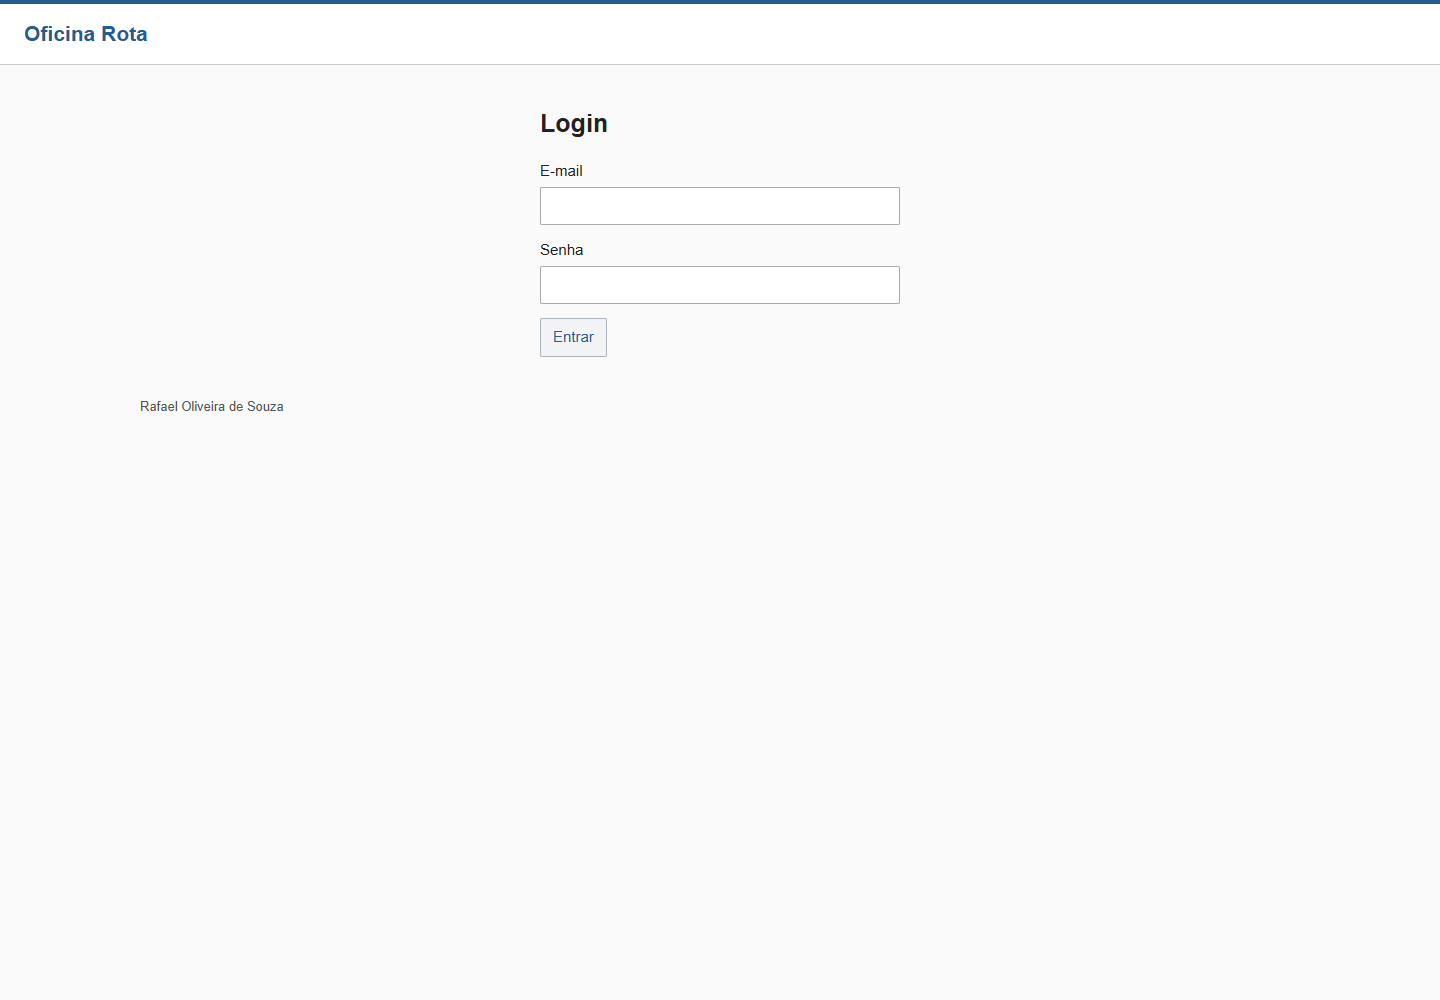 Oficina Rota
Login
E-mail
Senha
Entrar
Rafael Oliveira de Souza